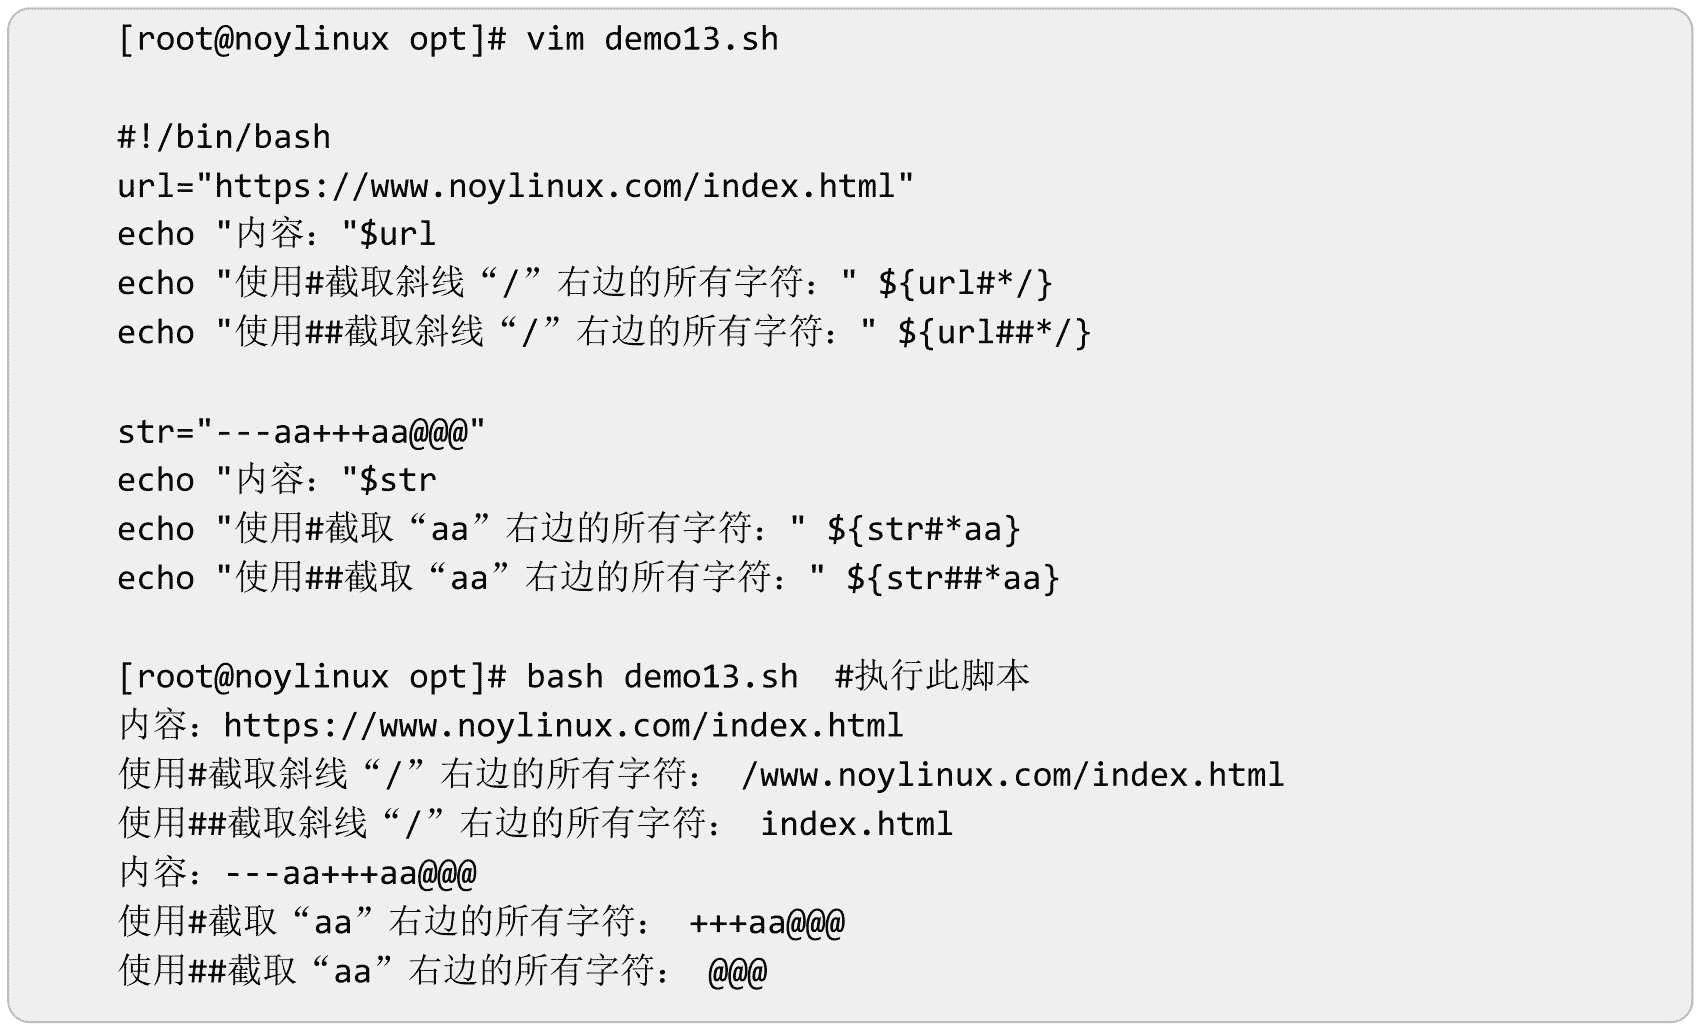 [root@noylinux opt]# vim demo13.sh
#!/bin/bash
url="https://www.noylinux.com/index.html"
echo "内容："$url
echo "使用#截取斜线“/”右边的所有字符：" ${url#*/}
echo "使用##截取斜线“/”右边的所有字符：" ${url##*/}
str="---aa+++aa@@@"
echo "内容："$str
echo "使用#截取“aa”右边的所有字符：" ${str#*aa}
echo "使用##截取“aa”右边的所有字符：" ${str##*aa}
[root@noylinux opt]# bash demo13.sh  #执行此脚本
内容：https://www.noylinux.com/index.html
使用#截取斜线“/”右边的所有字符： /www.noylinux.com/index.html
使用##截取斜线“/”右边的所有字符： index.html
内容：---aa+++aa@@@
使用#截取“aa”右边的所有字符： +++aa@@@
使用##截取“aa”右边的所有字符： @@@